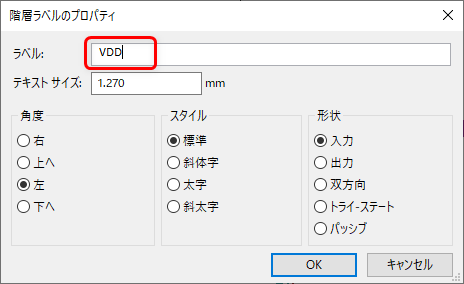 階層ラベルのプロパティ
ラベル: VDD
テキスト サイズ: 1.270 mm
角度
右
上へ
左
下へ
スタイル
標準
斜体字
太字
斜太字
形状
入力
出力
双方向
トライ-ステート
パッシブ
OK キャンセル